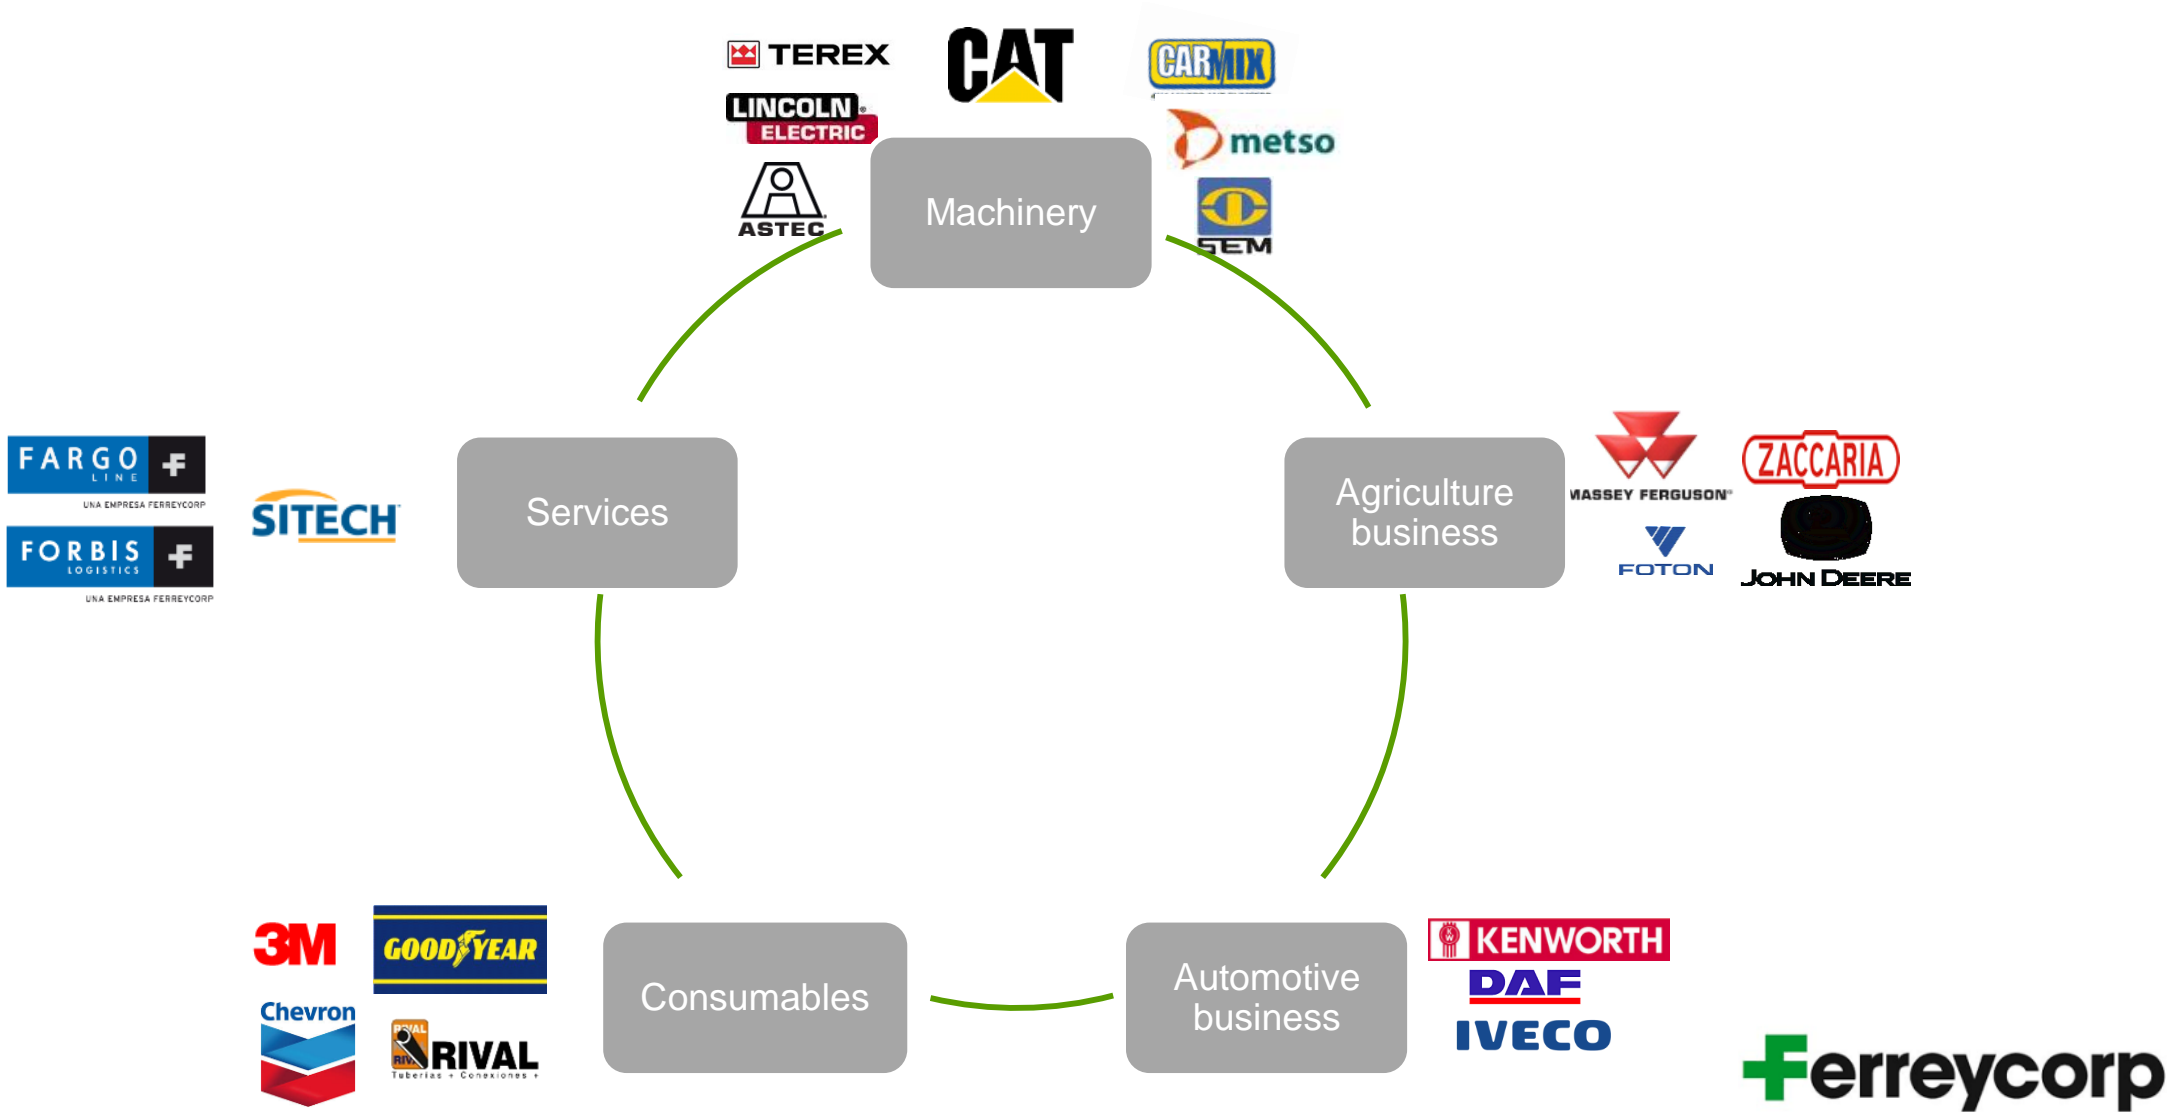 TEREX
CAT
CARMIX
LINCOLN
ELECTRIC
metso
ASTEC
Machinery
SEM
FARGO
LINE
UNA EMPRESA FERREYCORP
SITECH
FORBIS
LOGISTICS
UNA EMPRESA FERREYCORP
Services
Agriculture
business
MASSEY FERGUSON
ZACCARIA
FOTON
JOHN DEERE
3M
GOODYEAR
Chevron
RIVAL
RIVAL
Tuberías + Conexiones +
Consumables
Automotive
business
KENWORTH
DAF
IVECO
Ferreycorp